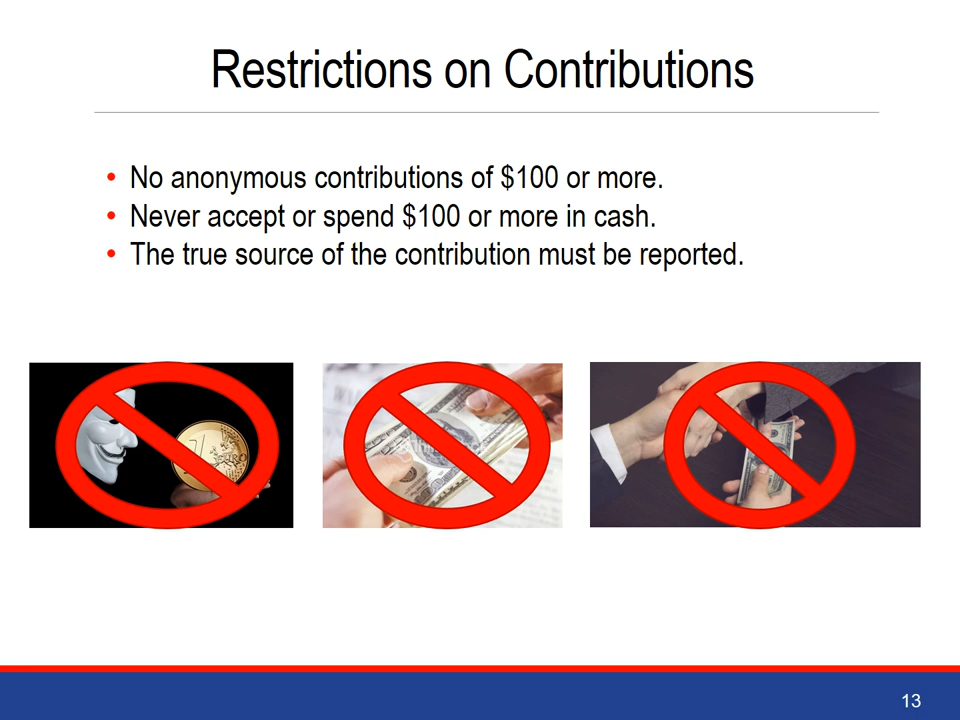 Restrictions on Contributions
• No anonymous contributions of $100 or more.
• Never accept or spend $100 or more in cash.
• The true source of the contribution must be reported.
13